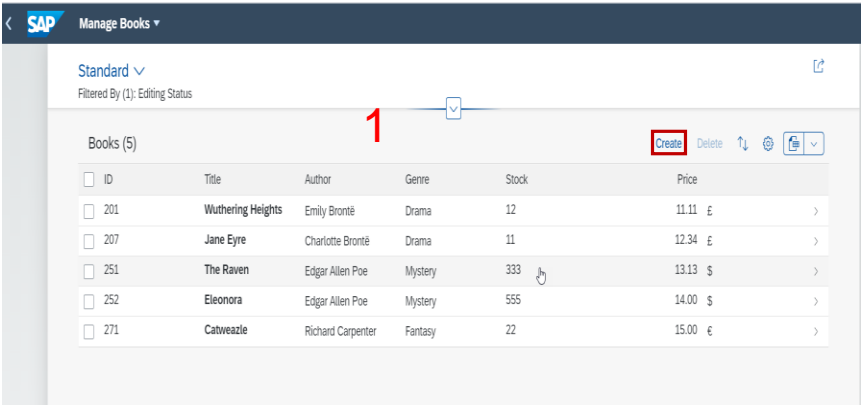 SAP Manage Books
Standard
Filtered By (1): Editing Status
1
Books (5) Create Delete
ID Title Author Genre Stock Price
201 Wuthering Heights Emily Brontë Drama 12 11.11 £
207 Jane Eyre Charlotte Brontë Drama 11 12.34 £
251 The Raven Edgar Allen Poe Mystery 333 13.13 $
252 Eleonora Edgar Allen Poe Mystery 555 14.00 $
271 Catweazle Richard Carpenter Fantasy 22 15.00 €